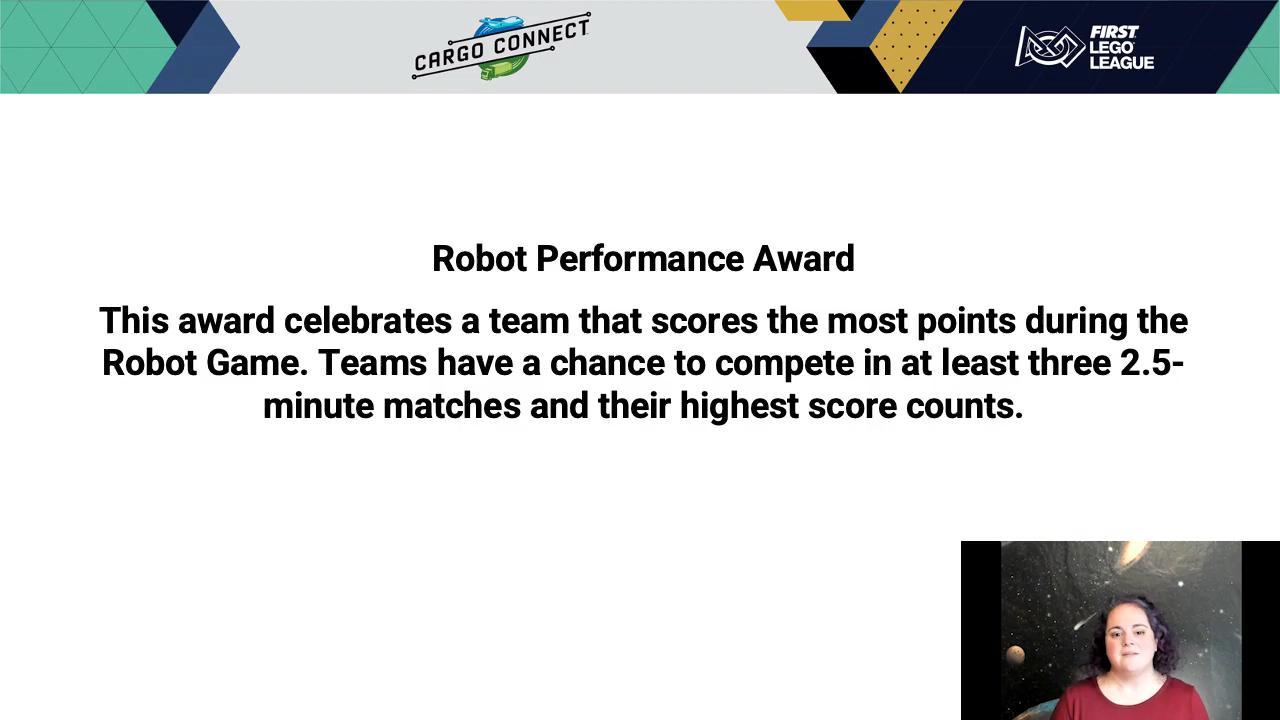 CARGO CONNECT
FIRST
LEGO
LEAGUE
Robot Performance Award
This award celebrates a team that scores the most points during the
Robot Game. Teams have a chance to compete in at least three 2.5-
minute matches and their highest score counts.